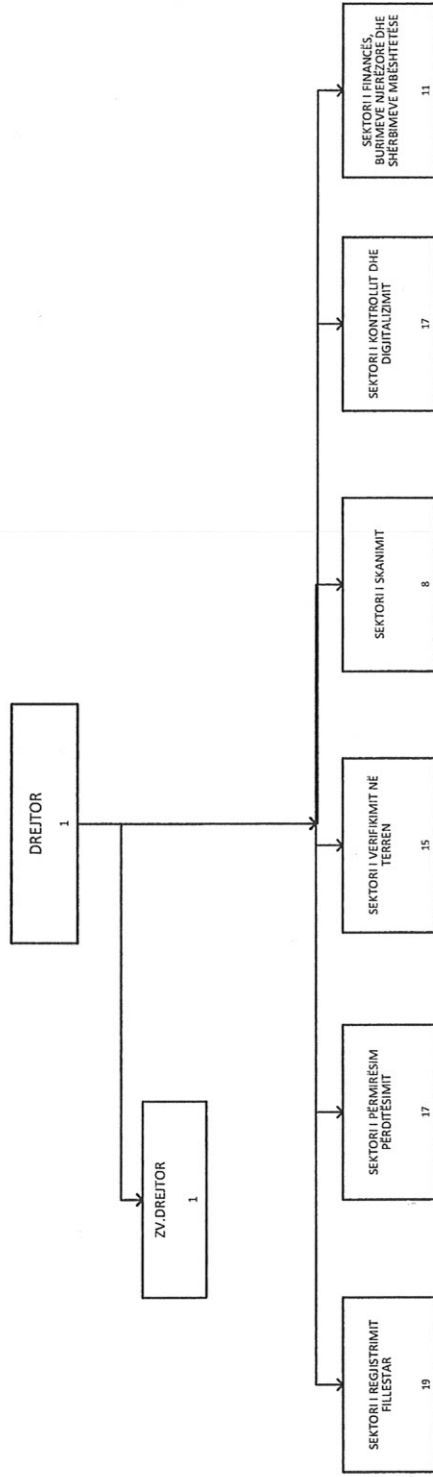 DREJTOR
1
ZV.DREJTOR
1
SEKTORI I REGJISTRIMIT
FILLESTAR
19
SEKTORI I PËRMIRËSIM
PËRDITËSIMIT
17
SEKTORI I VERIFIKIMIT NË
TERREN
15
SEKTORI I SKANIMIT
8
SEKTORI I KONTROLLIT DHE
DIGJITALIZIMIT
17
SEKTORI I FINANCËS,
BURIMEVE NJERËZORE DHE
SHËRBIMEVE MBËSHTETËSE
11